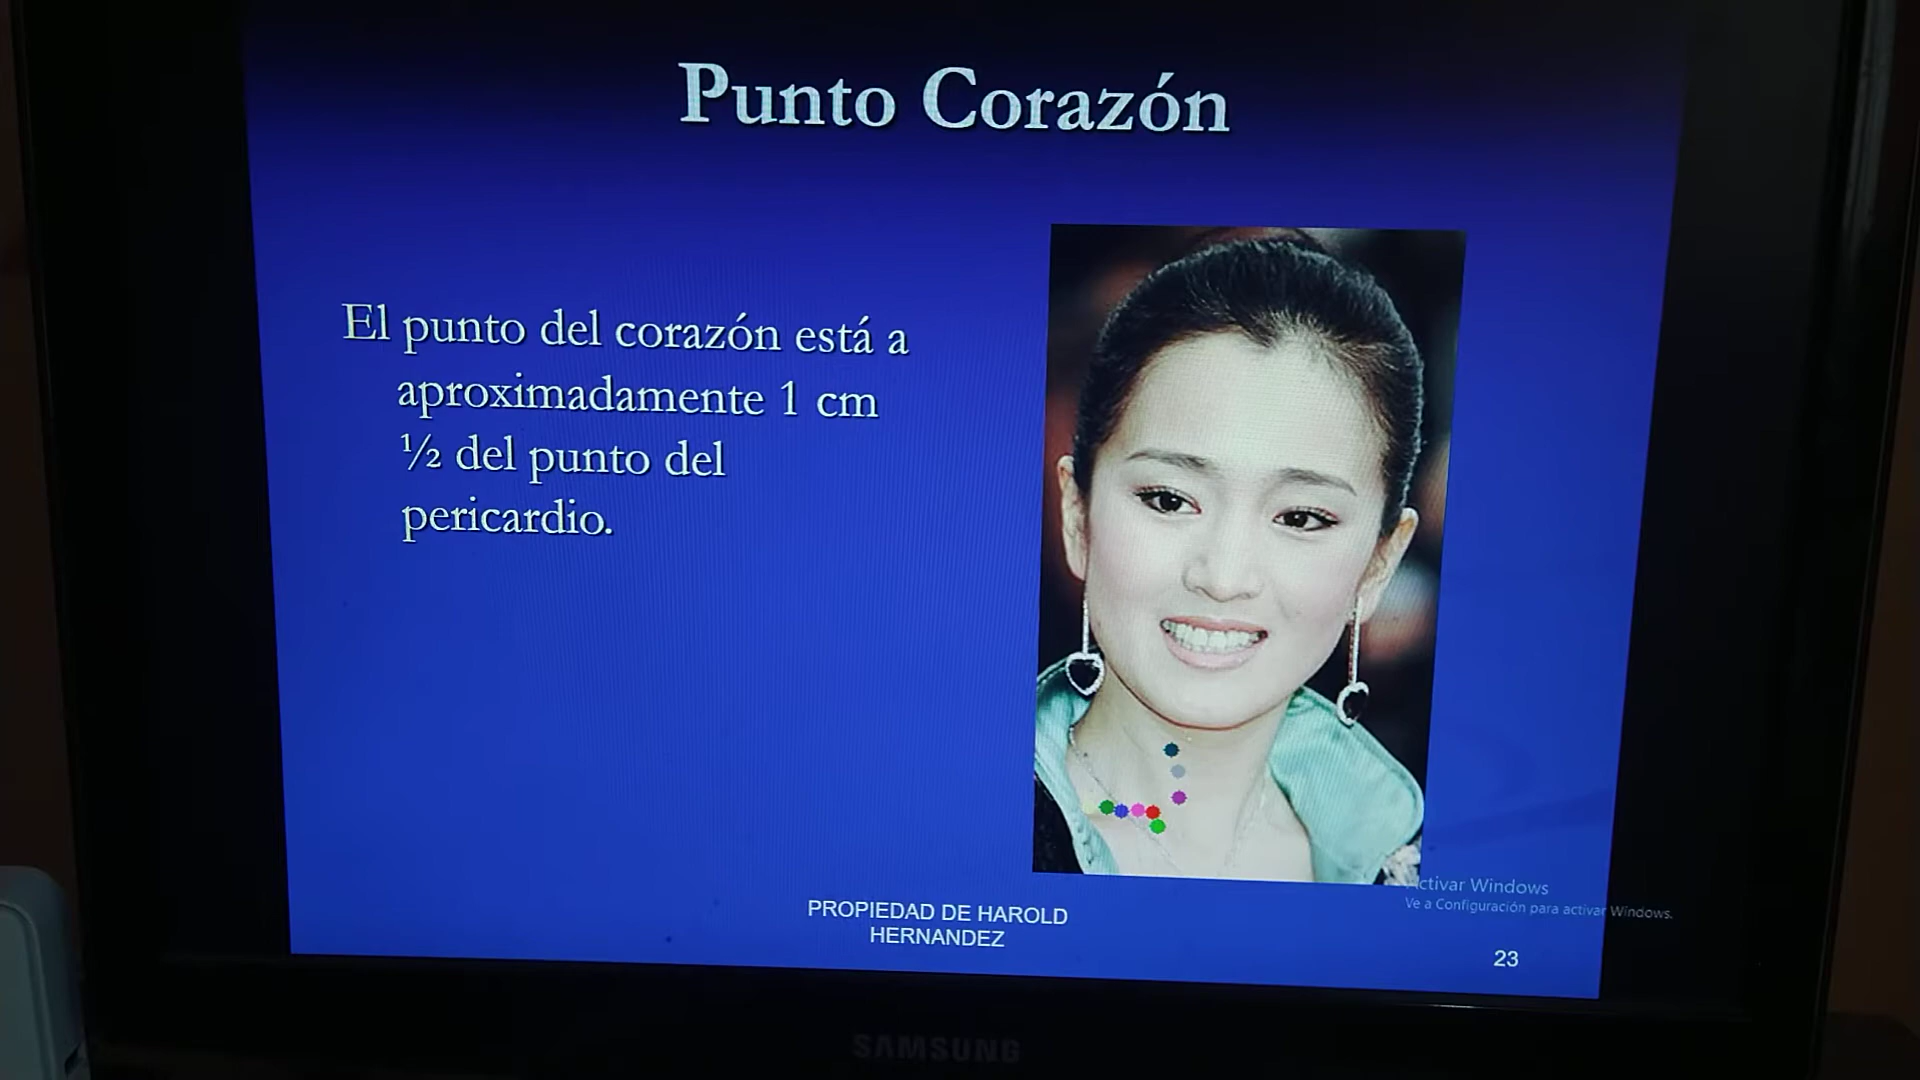 Punto Corazón
El punto del corazón está a
aproximadamente 1 cm
½ del punto del
pericardio.
Activar Windows
Ve a Configuración para activar Windows.
PROPIEDAD DE HAROLD
HERNANDEZ
23
SAMSUNG